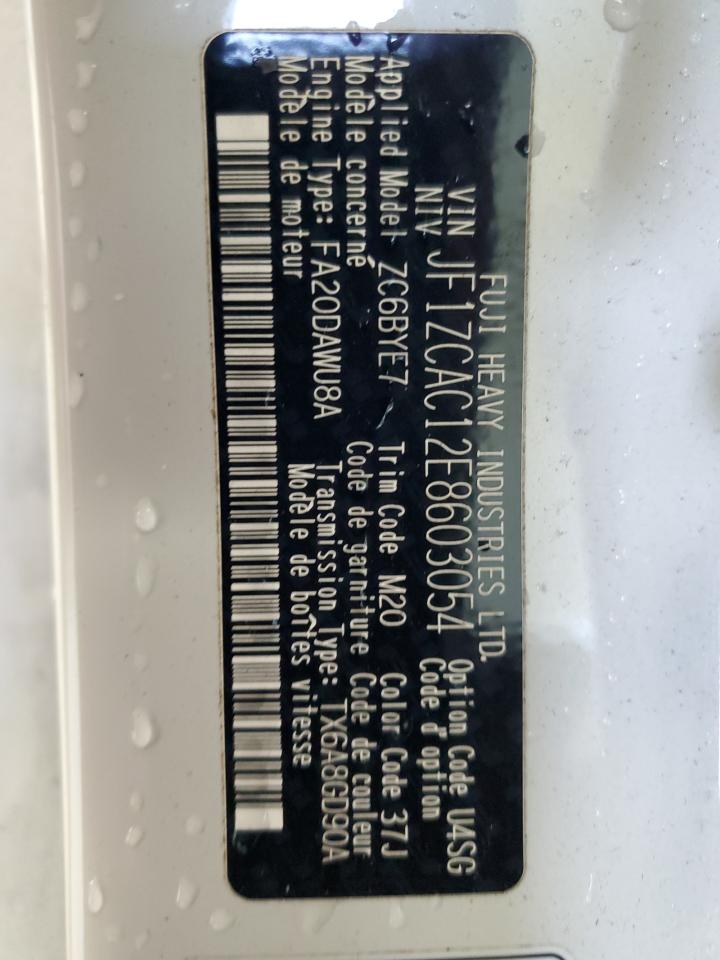 FUJI HEAVY INDUSTRIES LTD.
VIN JF1ZCAC12E8603054 Option Code U4SG
NIV Code d'option
Applied Model ZC6BYE7 Trim Code M20 Color Code 37J
Modèle concerné Code de garniture Code de couleur
Engine Type: FA20DAWU8A Transmission Type: TX6A8GD90A
Modèle de moteur Modèle de boîtes vitesse